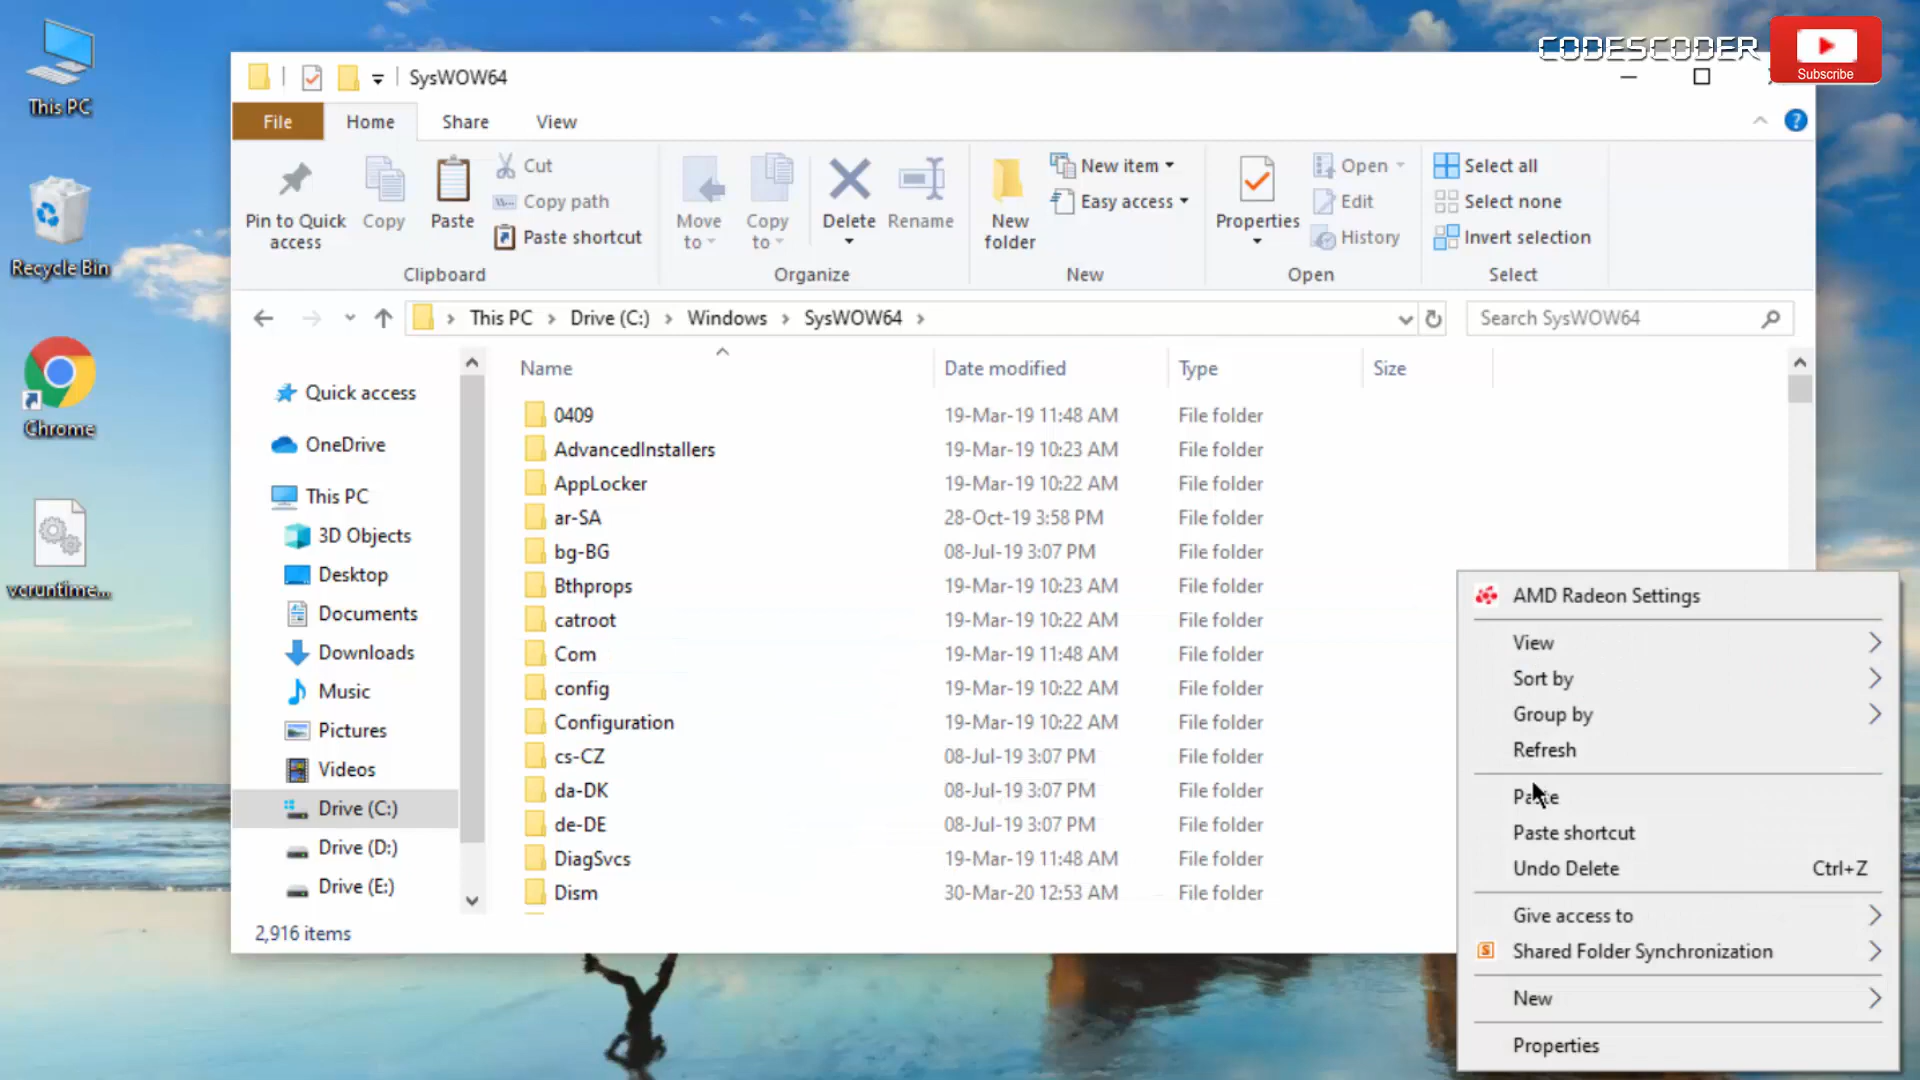 CODESCODER
Subscribe
This PC
Recycle Bin
Chrome
vcruntime...
SysWOW64
File
Home
Share
View
Pin to Quick
access
Copy
Paste
Cut
Copy path
Paste shortcut
Clipboard
Move
to
Copy
to
Delete
Rename
Organize
New
folder
New item
Easy access
New
Properties
Open
Edit
History
Open
Select all
Select none
Invert selection
Select
This PC > Drive (C:) > Windows > SysWOW64 >
Search SysWOW64
Quick access
OneDrive
This PC
3D Objects
Desktop
Documents
Downloads
Music
Pictures
Videos
Drive (C:)
Drive (D:)
Drive (E:)
Name Date modified Type Size
0409 19-Mar-19 11:48 AM File folder
AdvancedInstallers 19-Mar-19 10:23 AM File folder
AppLocker 19-Mar-19 10:22 AM File folder
ar-SA 28-Oct-19 3:58 PM File folder
bg-BG 08-Jul-19 3:07 PM File folder
Bthprops 19-Mar-19 10:23 AM File folder
catroot 19-Mar-19 10:22 AM File folder
Com 19-Mar-19 11:48 AM File folder
config 19-Mar-19 10:22 AM File folder
Configuration 19-Mar-19 10:22 AM File folder
cs-CZ 08-Jul-19 3:07 PM File folder
da-DK 08-Jul-19 3:07 PM File folder
de-DE 08-Jul-19 3:07 PM File folder
DiagSvcs 19-Mar-19 11:48 AM File folder
Dism 30-Mar-20 12:53 AM File folder
2,916 items
AMD Radeon Settings
View
Sort by
Group by
Refresh
Paste
Paste shortcut
Undo Delete Ctrl+Z
Give access to
Shared Folder Synchronization
New
Properties